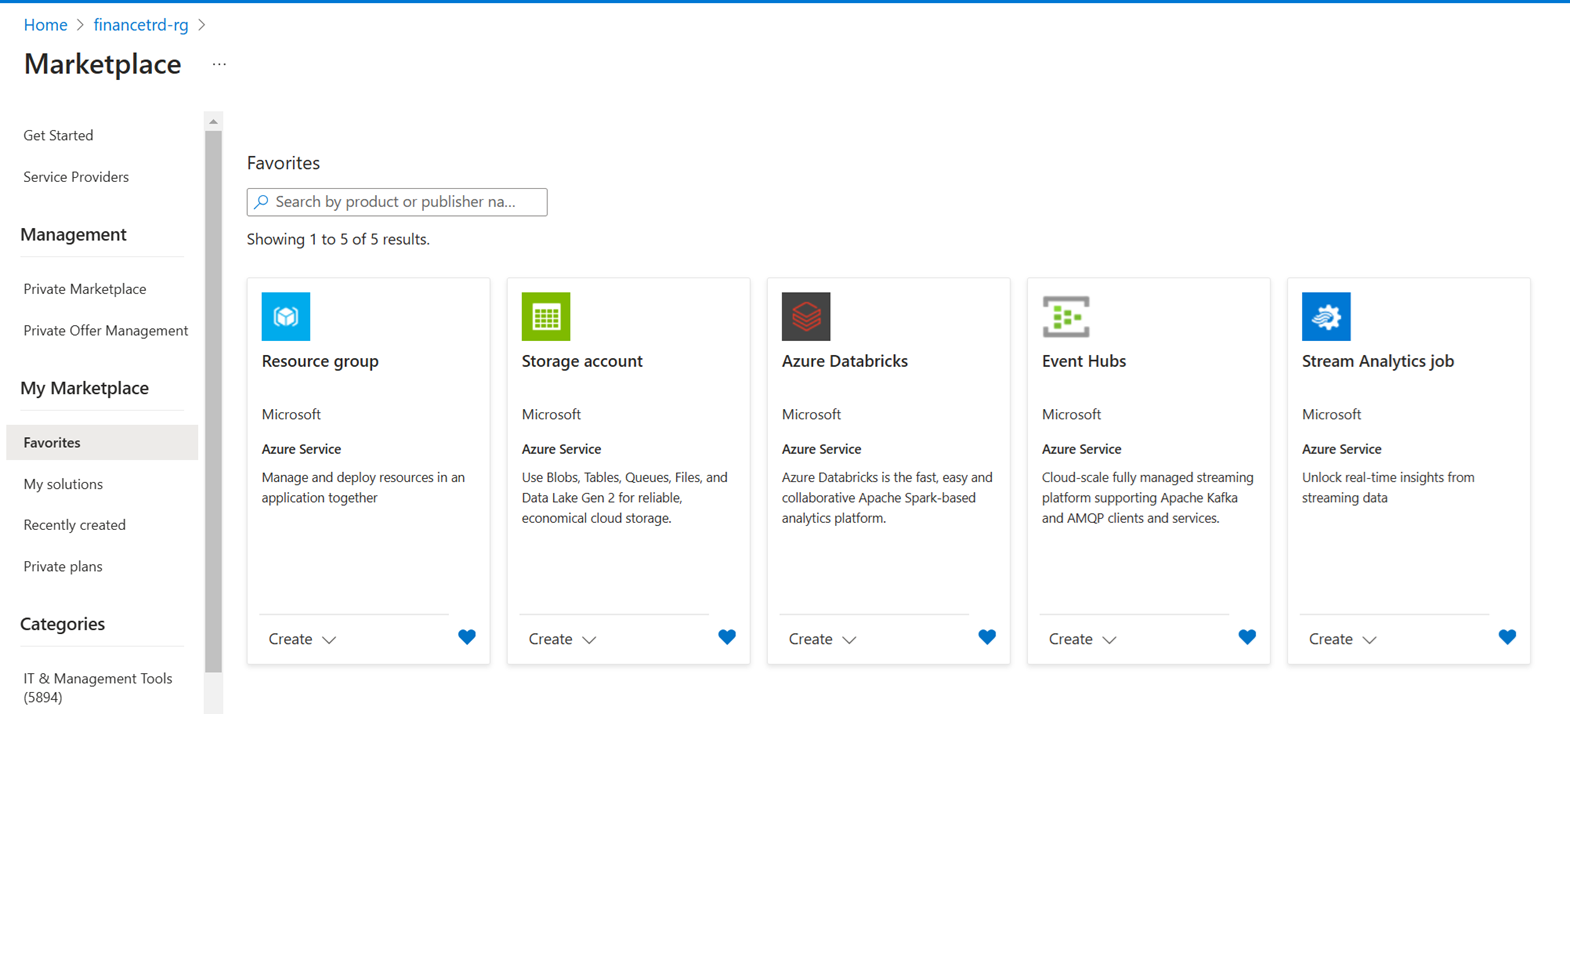 Home > financetrd-rg >
Marketplace ...
Get Started
Service Providers
Management
Private Marketplace
Private Offer Management
My Marketplace
Favorites
My solutions
Recently created
Private plans
Categories
IT & Management Tools
(5894)
Favorites
Search by product or publisher na...
Showing 1 to 5 of 5 results.
Resource group
Microsoft
Azure Service
Manage and deploy resources in an
application together
Create
Storage account
Microsoft
Azure Service
Use Blobs, Tables, Queues, Files, and
Data Lake Gen 2 for reliable,
economical cloud storage.
Create
Azure Databricks
Microsoft
Azure Service
Azure Databricks is the fast, easy and
collaborative Apache Spark-based
analytics platform.
Create
Event Hubs
Microsoft
Azure Service
Cloud-scale fully managed streaming
platform supporting Apache Kafka
and AMQP clients and services.
Create
Stream Analytics job
Microsoft
Azure Service
Unlock real-time insights from
streaming data
Create